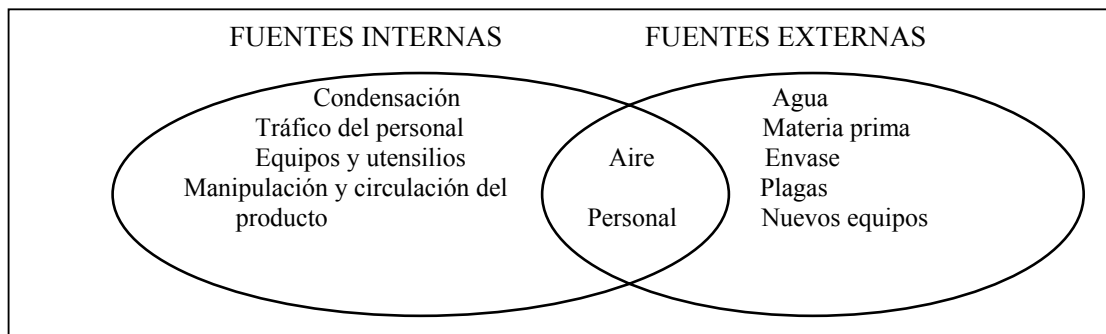 FUENTES INTERNAS
FUENTES EXTERNAS
Condensación
Tráfico del personal
Equipos y utensilios
Manipulación y circulación del
producto
Aire
Personal
Agua
Materia prima
Envase
Plagas
Nuevos equipos